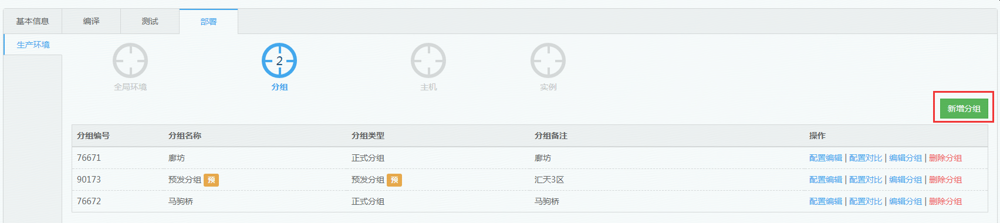 基本信息 编译 测试 部署
生产环境
2
全局环境 分组 主机 实例
新增分组
分组编号 分组名称 分组类型 分组备注 操作
76671 廊坊 正式分组 廊坊 配置编辑 | 配置对比 | 编辑分组 | 删除分组
90173 预发分组 预 预发分组 预 汇天3区 配置编辑 | 配置对比 | 编辑分组 | 删除分组
76672 马驹桥 正式分组 马驹桥 配置编辑 | 配置对比 | 编辑分组 | 删除分组